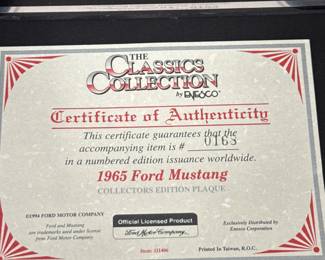 THE
CLASSICS
COLLECTION
by ENESCO
Certificate of Authenticity
This certificate guarantees that the
accompanying item is # 0168
in a numbered edition issuance worldwide.
1965 Ford Mustang
COLLECTORS EDITION PLAQUE
©1994 FORD MOTOR COMPANY
Ford and Mustang
are trademarks used under license
from Ford Motor Company
Official Licensed Product
Ford Motor Company
Exclusively Distributed by
Enesco Corporation
Printed In Taiwan, R.O.C.